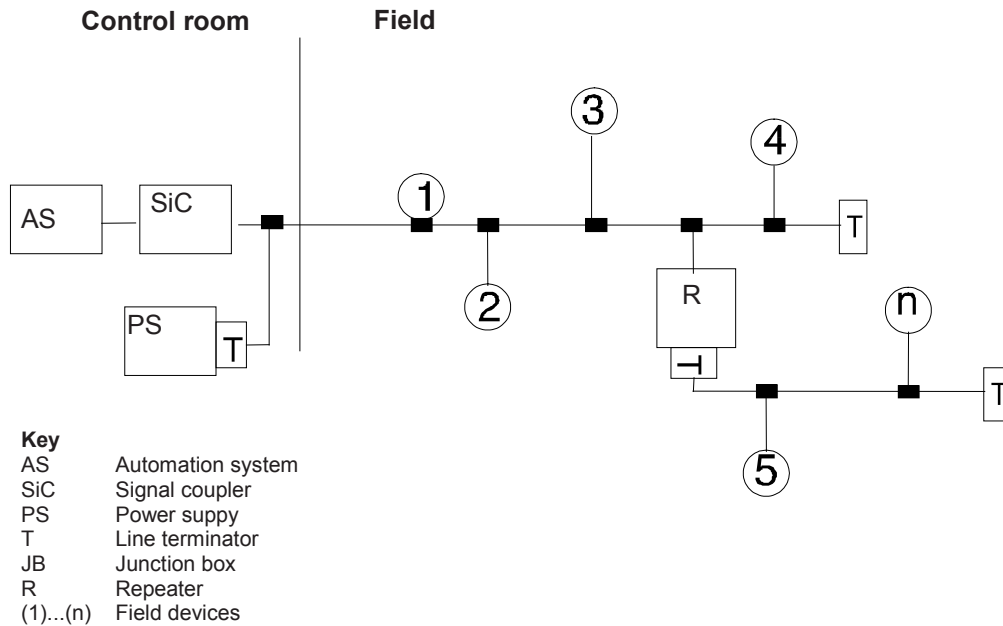 Control room
Field
3
4
1
AS
SiC
T
2
R
n
PS
T
T
T
5
Key
AS Automation system
SiC Signal coupler
PS Power suppy
T Line terminator
JB Junction box
R Repeater
(1)...(n) Field devices